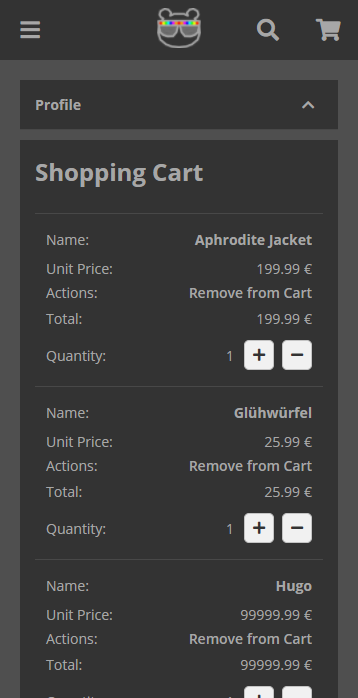 Profile
Shopping Cart
Name: Aphrodite Jacket
Unit Price: 199.99 €
Actions: Remove from Cart
Total: 199.99 €
Quantity: 1 + −
Name: Glühwürfel
Unit Price: 25.99 €
Actions: Remove from Cart
Total: 25.99 €
Quantity: 1 + −
Name: Hugo
Unit Price: 99999.99 €
Actions: Remove from Cart
Total: 99999.99 €